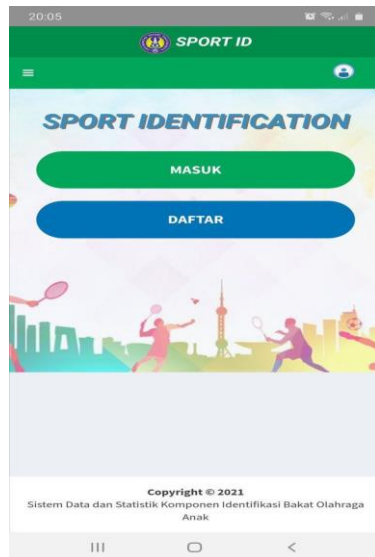 20:05
SPORT ID
SPORT IDENTIFICATION
MASUK
DAFTAR
Copyright © 2021
Sistem Data dan Statistik Komponen Identifikasi Bakat Olahraga
Anak